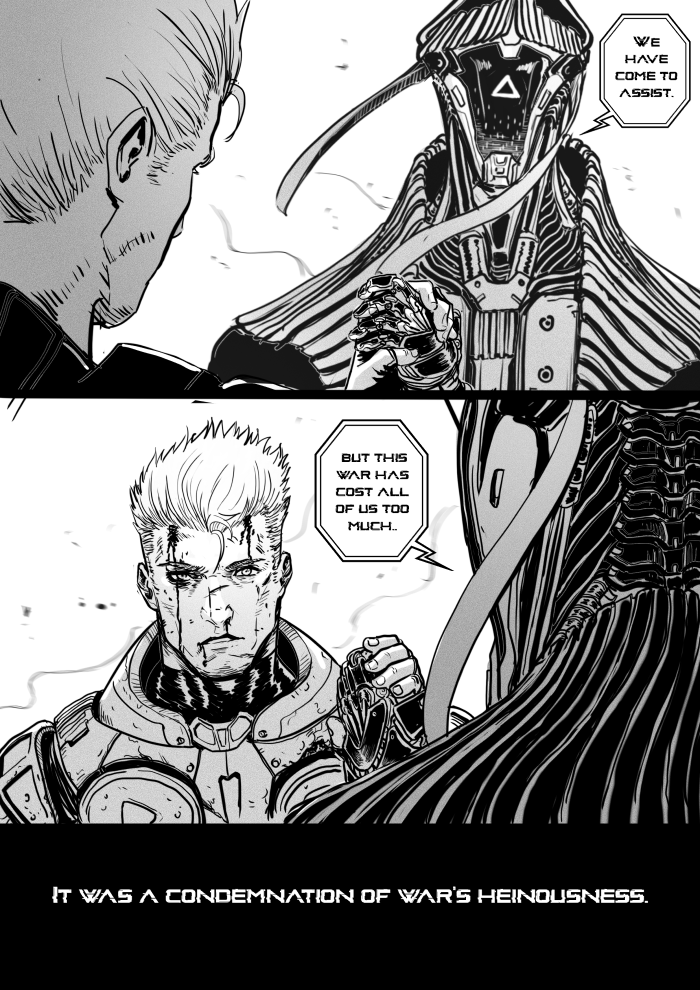 We
have
come to
assist.
but this
war has
cost all
of us too
much..
It was a condemnation of war's heinousness.